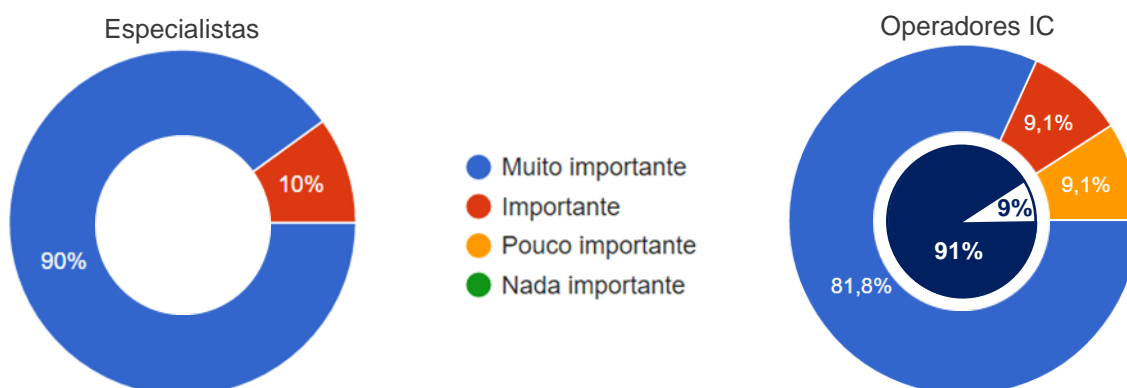 Especialistas
10%
90%
Muito importante
Importante
Pouco importante
Nada importante
Operadores IC
9,1%
9,1%
9%
91%
81,8%